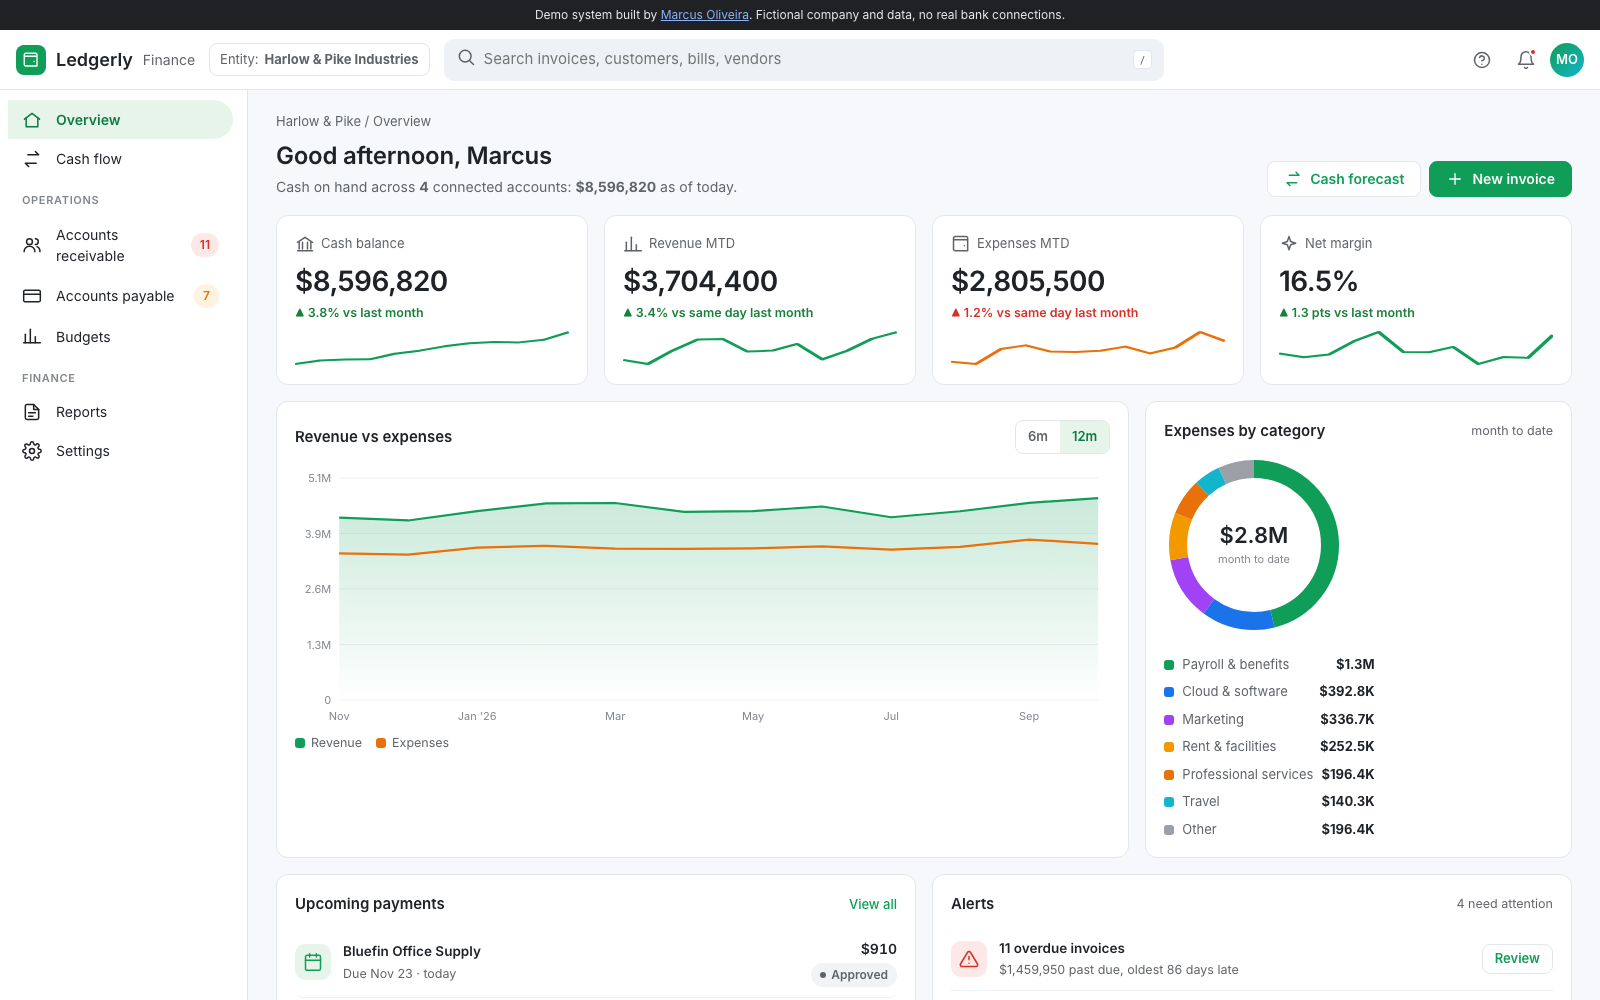 Demo system built by Marcus Oliveira. Fictional company and data, no real bank connections.
Ledgerly Finance
Entity: Harlow & Pike Industries
Search invoices, customers, bills, vendors
/
MO
Overview
Cash flow
OPERATIONS
Accounts
receivable
11
Accounts payable
7
Budgets
FINANCE
Reports
Settings
Harlow & Pike / Overview
Good afternoon, Marcus
Cash on hand across 4 connected accounts: $8,596,820 as of today.
Cash forecast
New invoice
Cash balance
$8,596,820
▲ 3.8% vs last month
Revenue MTD
$3,704,400
▲ 3.4% vs same day last month
Expenses MTD
$2,805,500
▲ 1.2% vs same day last month
Net margin
16.5%
▲ 1.3 pts vs last month
Revenue vs expenses
6m 12m
5.1M
3.9M
2.6M
1.3M
0
Nov Jan '26 Mar May Jul Sep
Revenue Expenses
Expenses by category
month to date
$2.8M
month to date
Payroll & benefits $1.3M
Cloud & software $392.8K
Marketing $336.7K
Rent & facilities $252.5K
Professional services $196.4K
Travel $140.3K
Other $196.4K
Upcoming payments
View all
Bluefin Office Supply
$910
Due Nov 23 · today
Approved
Alerts
4 need attention
11 overdue invoices
$1,459,950 past due, oldest 86 days late
Review